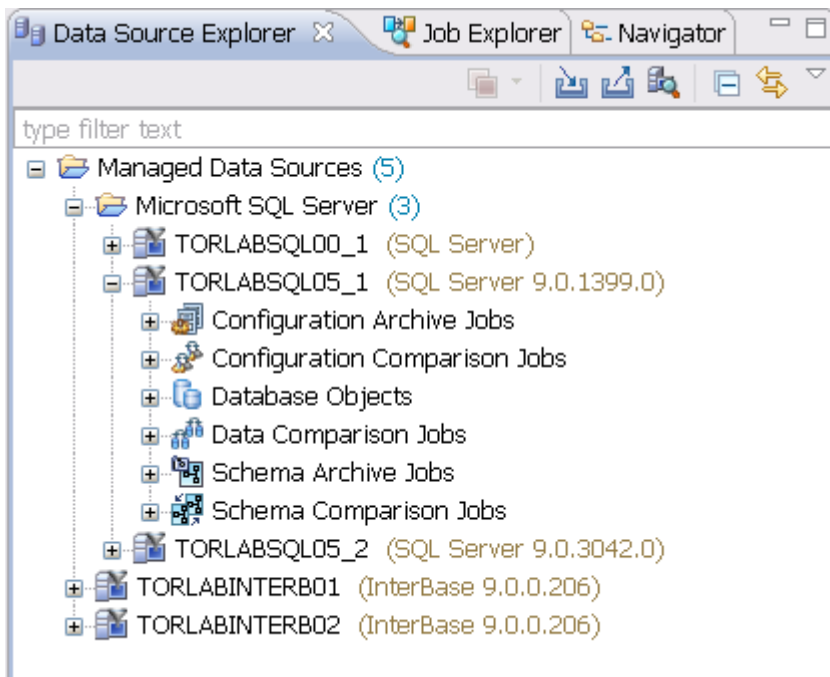 Data Source Explorer Job Explorer Navigator
type filter text
Managed Data Sources (5)
Microsoft SQL Server (3)
TORLABSQL00_1 (SQL Server)
TORLABSQL05_1 (SQL Server 9.0.1399.0)
Configuration Archive Jobs
Configuration Comparison Jobs
Database Objects
Data Comparison Jobs
Schema Archive Jobs
Schema Comparison Jobs
TORLABSQL05_2 (SQL Server 9.0.3042.0)
TORLABINTERB01 (InterBase 9.0.0.206)
TORLABINTERB02 (InterBase 9.0.0.206)